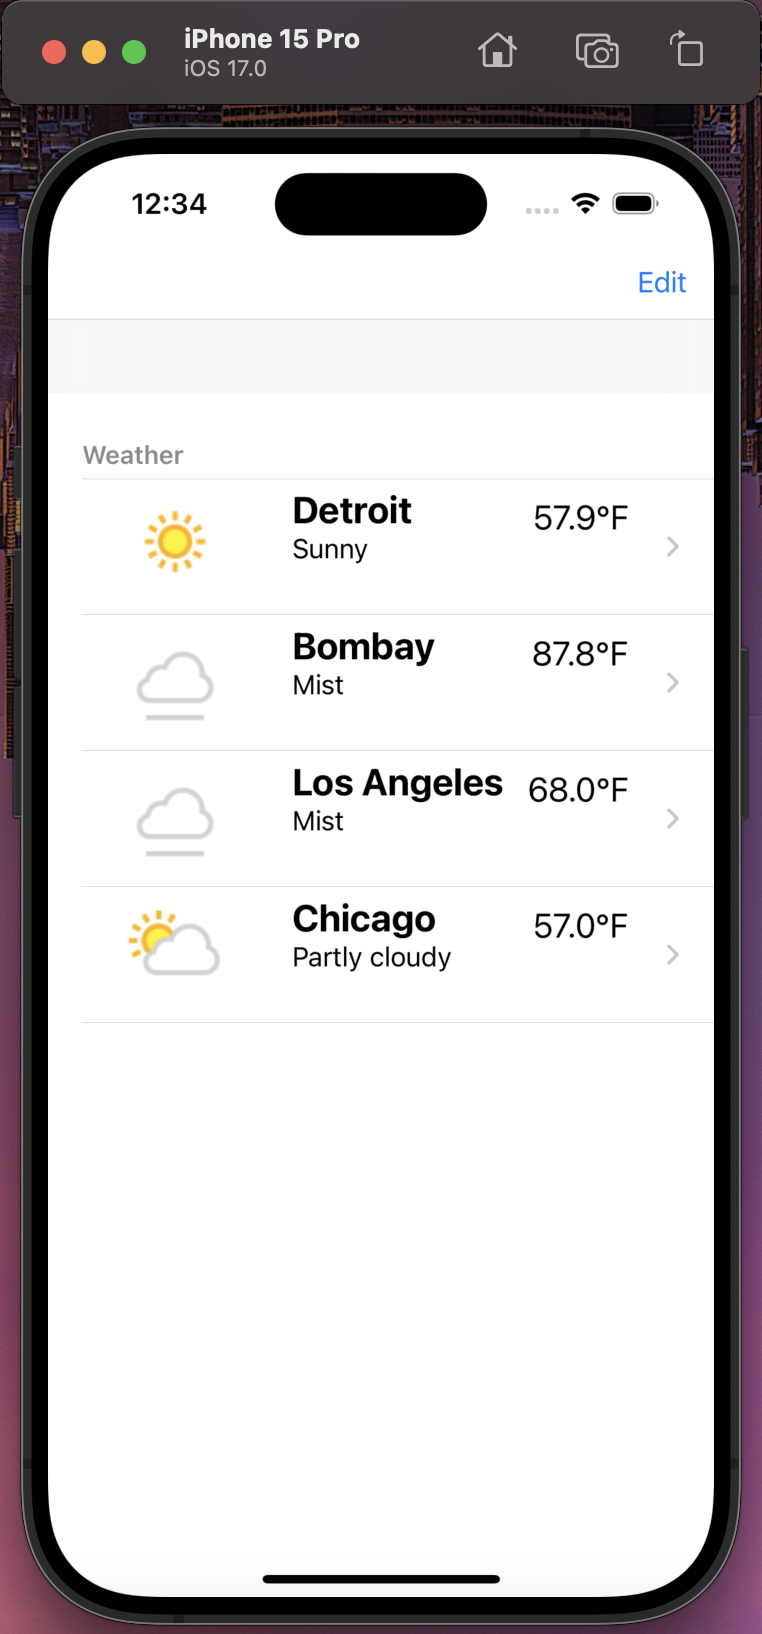 iPhone 15 Pro
iOS 17.0
12:34
Edit
Weather
Detroit 57.9°F
Sunny
Bombay 87.8°F
Mist
Los Angeles 68.0°F
Mist
Chicago 57.0°F
Partly cloudy